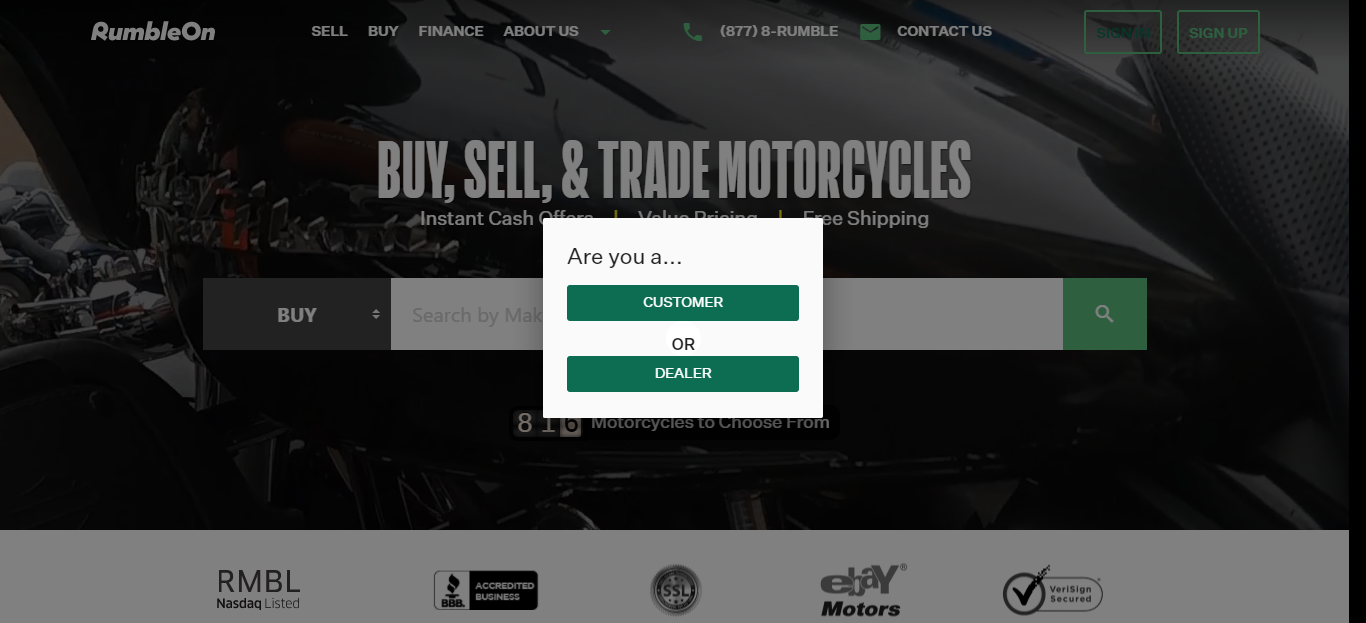 RumbleOn
SELL BUY FINANCE ABOUT US (877) 8-RUMBLE CONTACT US SIGN IN SIGN UP
BUY, SELL, & TRADE MOTORCYCLES
Instant Cash Offers | Value Pricing | Free Shipping
Are you a...
CUSTOMER
OR
DEALER
BUY Search by Mak
816 Motorcycles to Choose From
RMBL
Nasdaq Listed
BBB.
ACCREDITED
BUSINESS
SSL
ebaY®
Motors
VeriSign
Secured